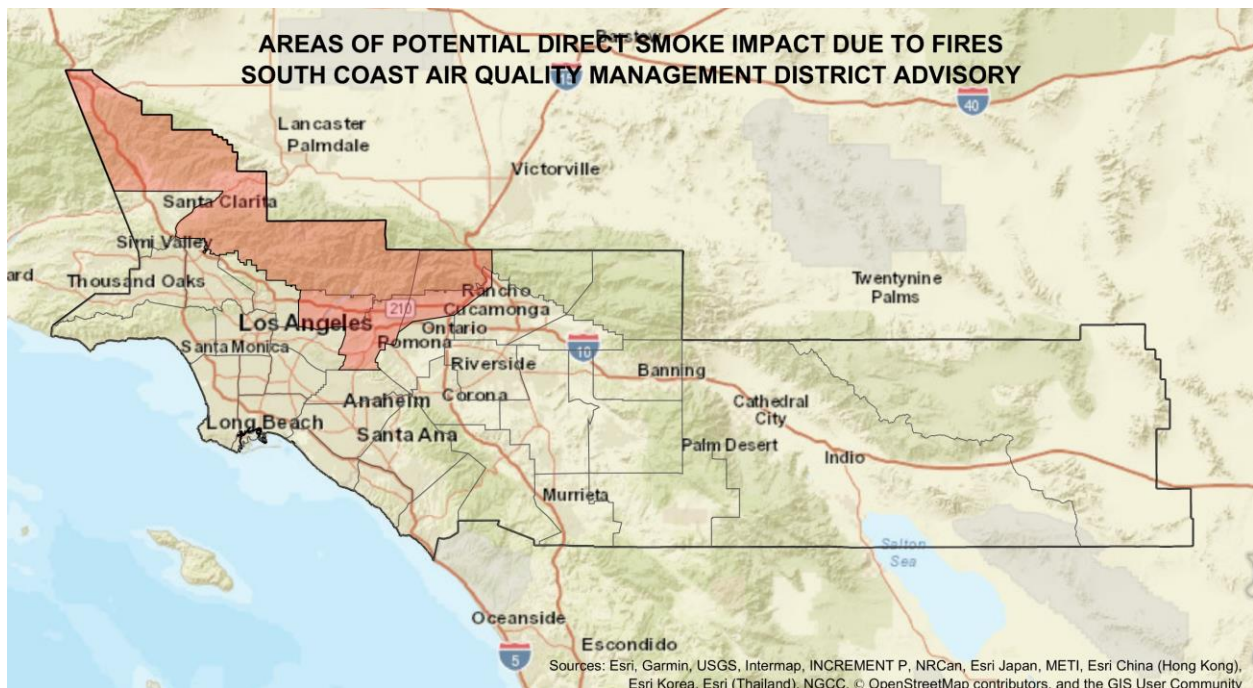 AREAS OF POTENTIAL DIRECT SMOKE IMPACT DUE TO FIRES
SOUTH COAST AIR QUALITY MANAGEMENT DISTRICT ADVISORY
Barstow
15
40
Lancaster
Palmdale
Victorville
Santa Clarita
Simi Valley
ard
Thousand Oaks
Twentynine
Palms
Rancho
Cucamonga
210
Los Angeles
Ontario
Santa Monica
Pomona
10
Riverside
Banning
Anaheim
Corona
Cathedral
City
Long Beach
Santa Ana
Palm Desert
Indio
Murrieta
Salton
Sea
Oceanside
Escondido
5
Sources: Esri, Garmin, USGS, Intermap, INCREMENT P, NRCan, Esri Japan, METI, Esri China (Hong Kong),
Esri Korea, Esri (Thailand), NGCC, © OpenStreetMap contributors, and the GIS User Community